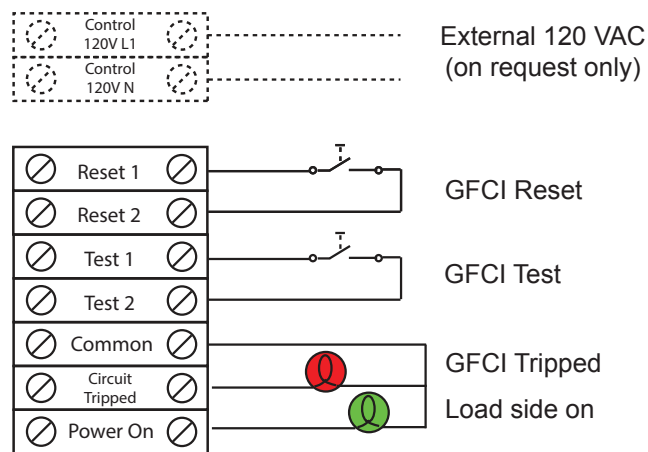 Control
120V L1
External 120 VAC
Control
120V N
(on request only)
Reset 1
GFCI Reset
Reset 2
Test 1
GFCI Test
Test 2
Common
GFCI Tripped
Circuit
Tripped
Load side on
Power On